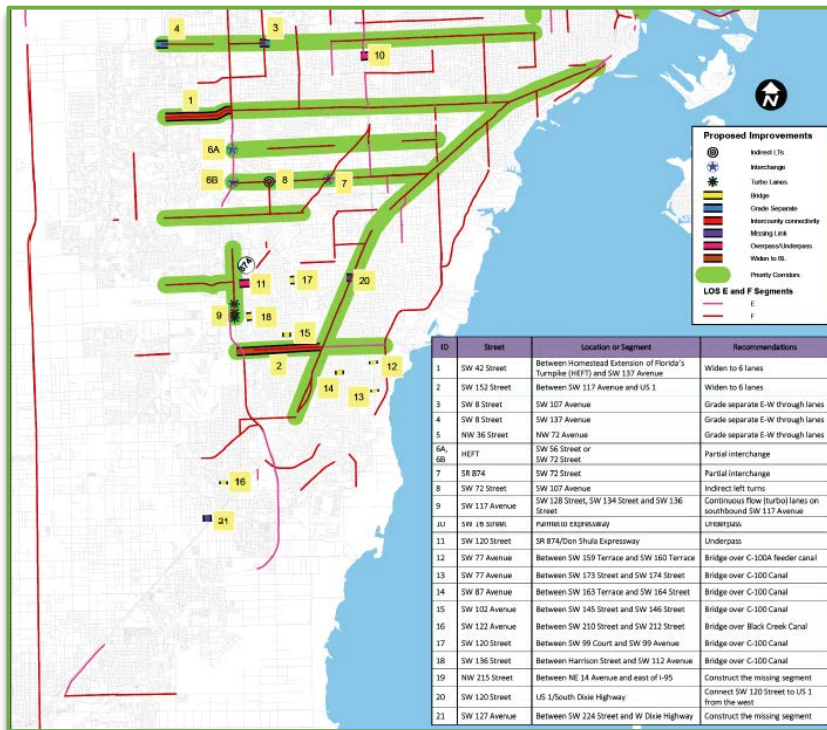 4
3
10
1
6A
6B
8
7
874
11
17
20
9
18
15
2
14
12
13
16
21
N
Proposed Improvements
Indirect LTs
Interchange
Turbo Lanes
Bridge
Grade Separate
Intercounty connectivity
Missing Link
Overpass/Underpass
Widen to 6L
Priority Corridors
LOS E and F Segments
E
F
ID Street Location or Segment Recommendations
1 SW 42 Street Between Homestead Extension of Florida's Turnpike (HEFT) and SW 137 Avenue Widen to 6 lanes
2 SW 152 Street Between SW 117 Avenue and US 1 Widen to 6 lanes
3 SW 8 Street SW 107 Avenue Grade separate E-W through lanes
4 SW 8 Street SW 137 Avenue Grade separate E-W through lanes
5 NW 36 Street NW 72 Avenue Grade separate E-W through lanes
6A, 6B HEFT SW 56 Street or SW 72 Street Partial interchange
7 SR 874 SW 72 Street Partial interchange
8 SW 72 Street SW 107 Avenue Indirect left turns
9 SW 117 Avenue SW 128 Street, SW 134 Street and SW 136 Street Continuous flow (turbo) lanes on southbound SW 117 Avenue
10 SW 16 Street Palmetto Expressway Underpass
11 SW 120 Street SR 874/Don Shula Expressway Underpass
12 SW 77 Avenue Between SW 159 Terrace and SW 160 Terrace Bridge over C-100A feeder canal
13 SW 77 Avenue Between SW 173 Street and SW 174 Street Bridge over C-100 Canal
14 SW 87 Avenue Between SW 163 Terrace and SW 164 Street Bridge over C-100 Canal
15 SW 102 Avenue Between SW 145 Street and SW 146 Street Bridge over C-100 Canal
16 SW 122 Avenue Between SW 210 Street and SW 212 Street Bridge over Black Creek Canal
17 SW 120 Street Between SW 99 Court and SW 99 Avenue Bridge over C-100 Canal
18 SW 136 Street Between Harrison Street and SW 112 Avenue Bridge over C-100 Canal
19 NW 215 Street Between NE 14 Avenue and east of I-95 Construct the missing segment
20 SW 120 Street US 1/South Dixie Highway Connect SW 120 Street to US 1 from the west
21 SW 127 Avenue Between SW 224 Street and W Dixie Highway Construct the missing segment